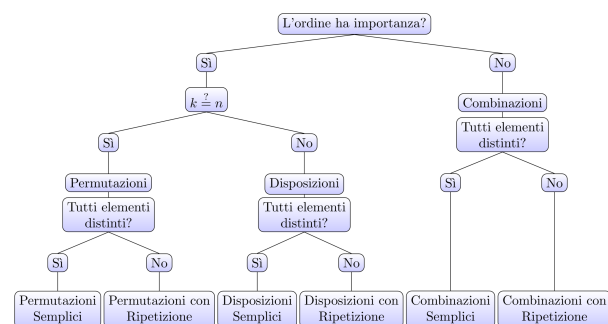 L'ordine ha importanza?
Sì
No
k ?= n
Combinazioni
Tutti elementi
distinti?
Sì
No
Permutazioni
Tutti elementi
distinti?
Disposizioni
Tutti elementi
distinti?
Sì
No
Sì
No
Sì
No
Permutazioni
Semplici
Permutazioni con
Ripetizione
Disposizioni
Semplici
Disposizioni con
Ripetizione
Combinazioni
Semplici
Combinazioni con
Ripetizione